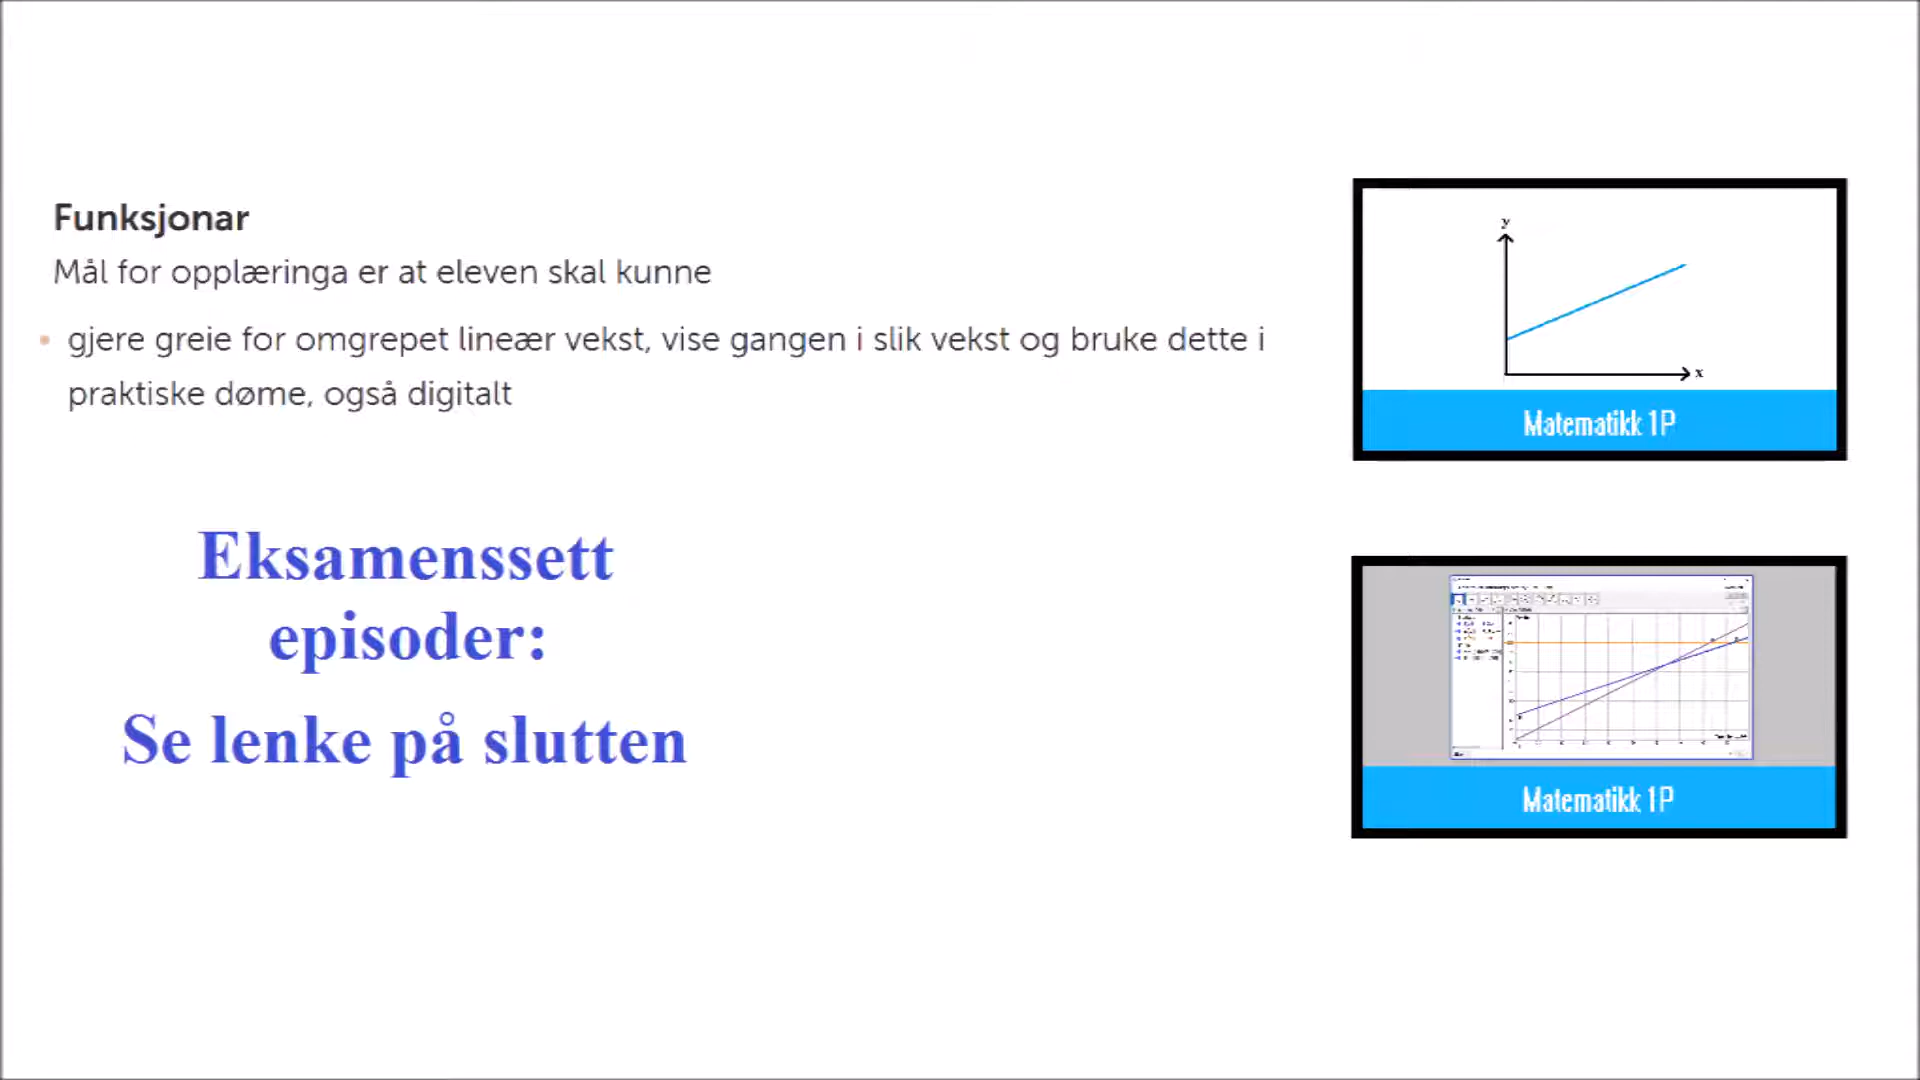 Funksjonar
Mål for opplæringa er at eleven skal kunne
• gjere greie for omgrepet lineær vekst, vise gangen i slik vekst og bruke dette i
praktiske døme, også digitalt
Eksamenssett
episoder:
Se lenke på slutten
y
x
Matematikk 1P
Matematikk 1P